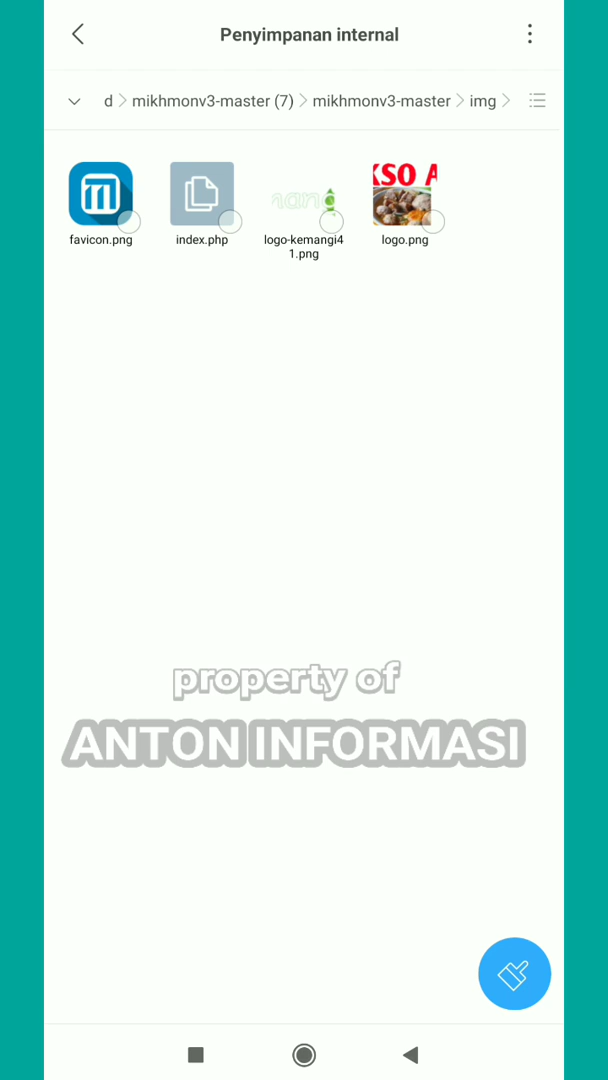 Penyimpanan internal
d > mikhmonv3-master (7) > mikhmonv3-master > img >
favicon.png
index.php
logo-kemangi4
1.png
logo.png
KSO A
property of
ANTON INFORMASI